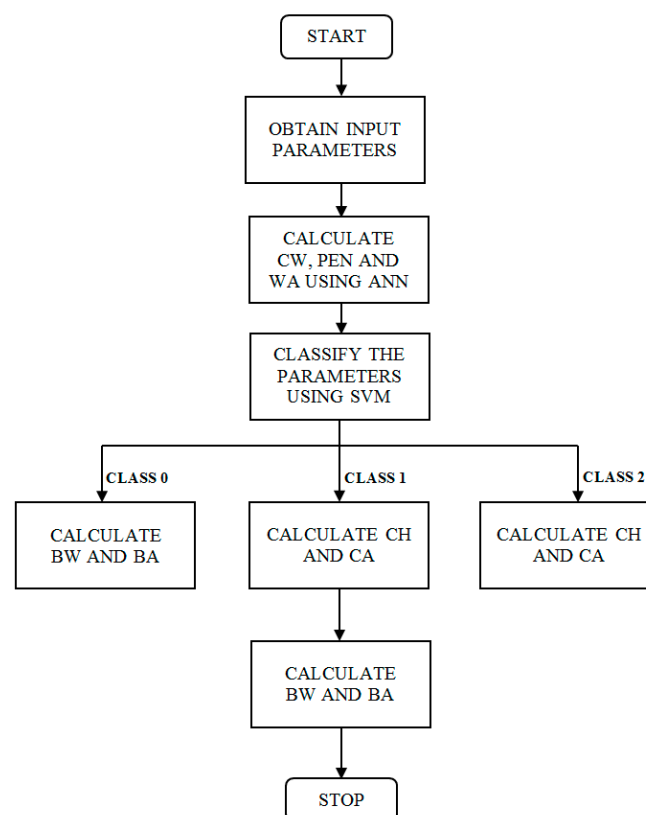 START
OBTAIN INPUT
PARAMETERS
CALCULATE
CW, PEN AND
WA USING ANN
CLASSIFY THE
PARAMETERS
USING SVM
CLASS 0
CLASS 1
CLASS 2
CALCULATE
BW AND BA
CALCULATE CH
AND CA
CALCULATE CH
AND CA
CALCULATE
BW AND BA
STOP